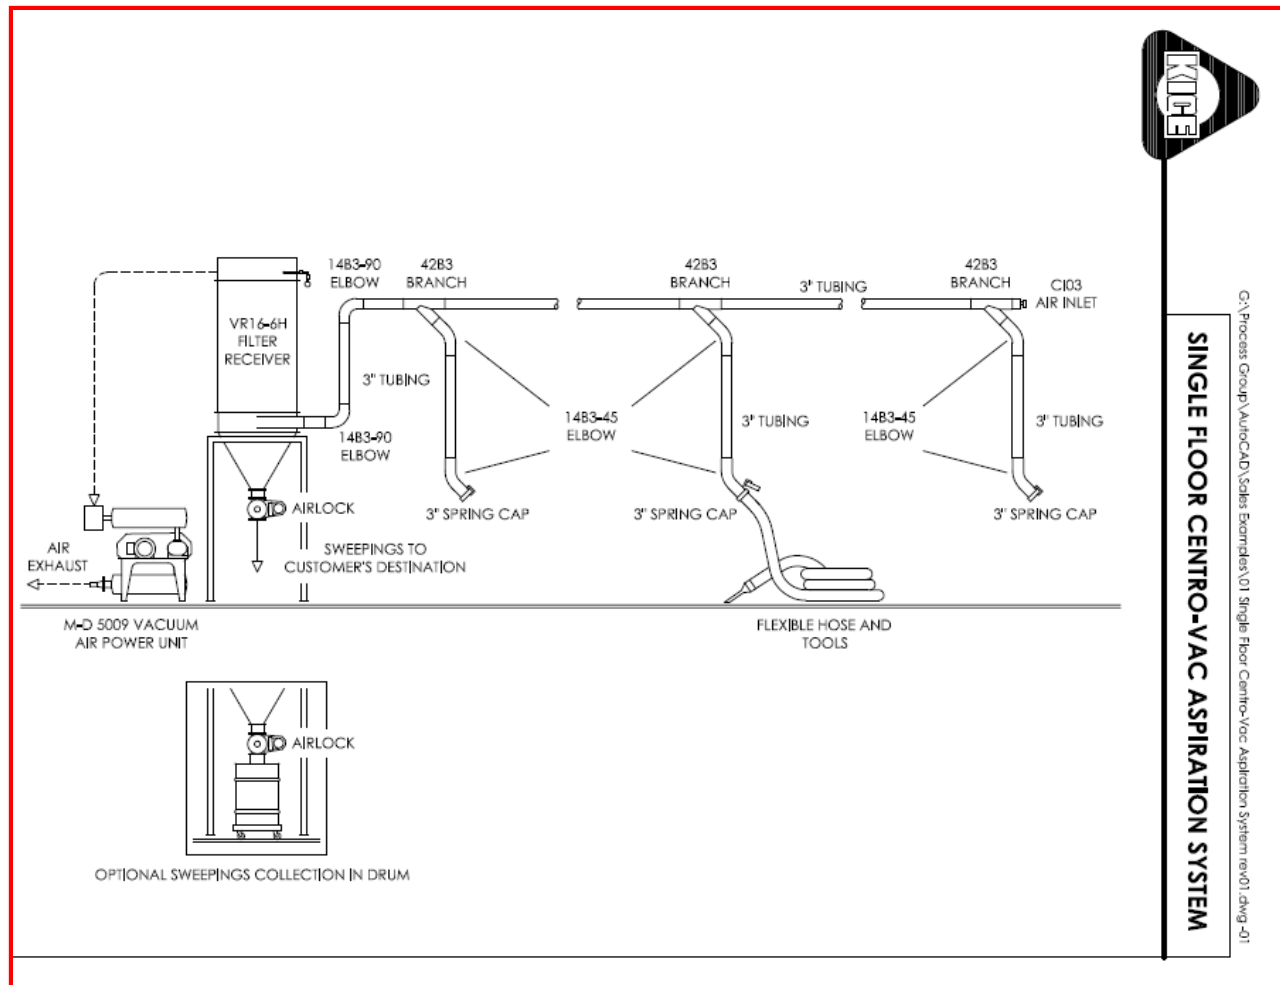 KICE
G:\Process Group\AutoCAD\Sales Examples\01 Single Floor Centro-Vac Aspiration System rev01.dwg -01
SINGLE FLOOR CENTRO-VAC ASPIRATION SYSTEM
14B3-90
ELBOW
42B3
BRANCH
42B3
BRANCH
3" TUBING
42B3
BRANCH
CI03
AIR INLET
VR16-6H
FILTER
RECEIVER
3" TUBING
14B3-90
ELBOW
14B3-45
ELBOW
3" TUBING
14B3-45
ELBOW
3" TUBING
AIRLOCK
3" SPRING CAP
3" SPRING CAP
3" SPRING CAP
AIR
EXHAUST
SWEEPINGS TO
CUSTOMER'S DESTINATION
M-D 5009 VACUUM
AIR POWER UNIT
FLEXIBLE HOSE AND
TOOLS
AIRLOCK
OPTIONAL SWEEPINGS COLLECTION IN DRUM